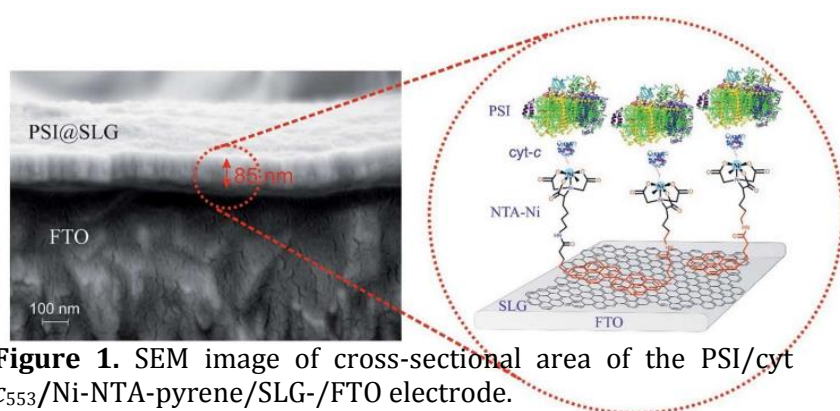 PSI@SLG
85 nm
FTO
100 nm
PSI
cyt-c
NTA-Ni
SLG
FTO
Figure 1. SEM image of cross-sectional area of the PSI/cyt
c553/Ni-NTA-pyrene/SLG-/FTO electrode.